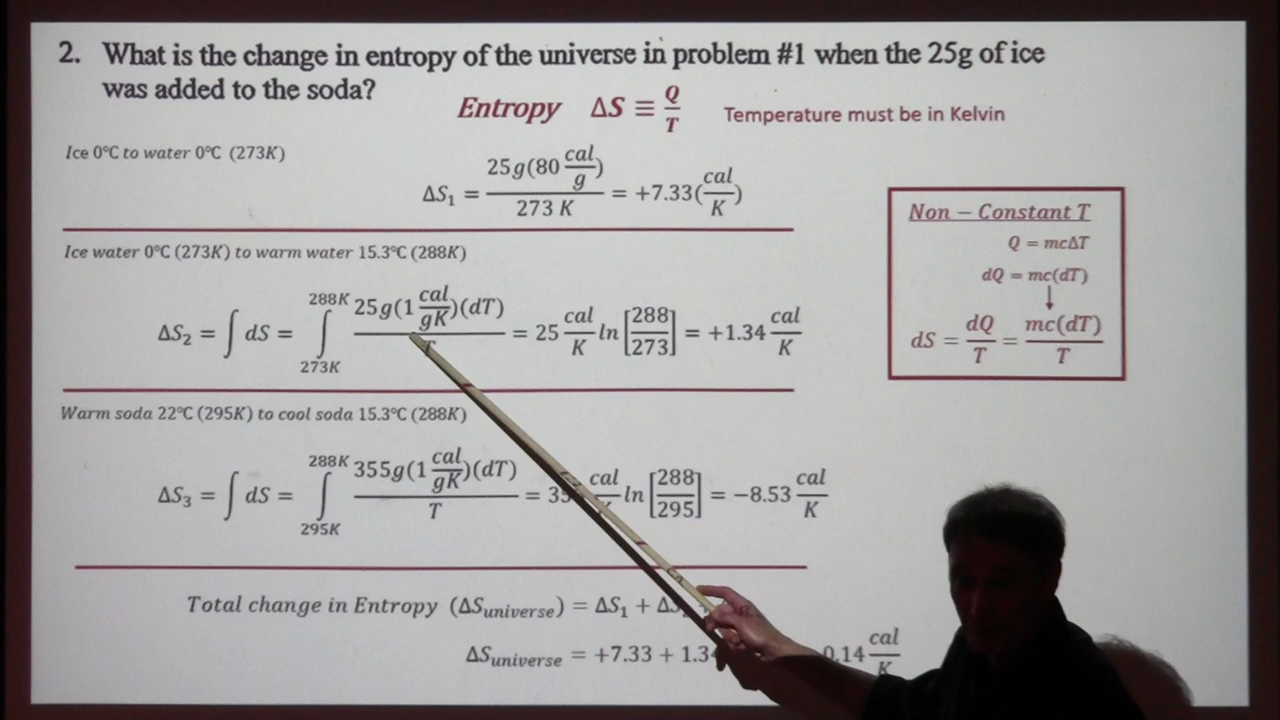 2. What is the change in entropy of the universe in problem #1 when the 25g of ice
was added to the soda?
Entropy ΔS ≡ Q/T Temperature must be in Kelvin
Ice 0°C to water 0°C (273K)
ΔS₁ = 25g(80 cal/g)/273 K = +7.33(cal/K)
Ice water 0°C (273K) to warm water 15.3°C (288K)
ΔS₂ = ∫ dS = ∫ 288K 273K 25g(1 cal/gK)(dT)/T = 25 cal/K ln [288/273] = +1.34 cal/K
Warm soda 22°C (295K) to cool soda 15.3°C (288K)
ΔS₃ = ∫ dS = ∫ 288K 295K 355g(1 cal/gK)(dT)/T = cal ln [288/295] = −8.53 cal/K
Total change in Entropy (ΔSuniverse) = ΔS₁ +
ΔSuniverse = +7.33 + 0.14 cal/K
Non − Constant T
Q = mcΔT
dQ = mc(dT)
↓
dS = dQ/T = mc(dT)/T